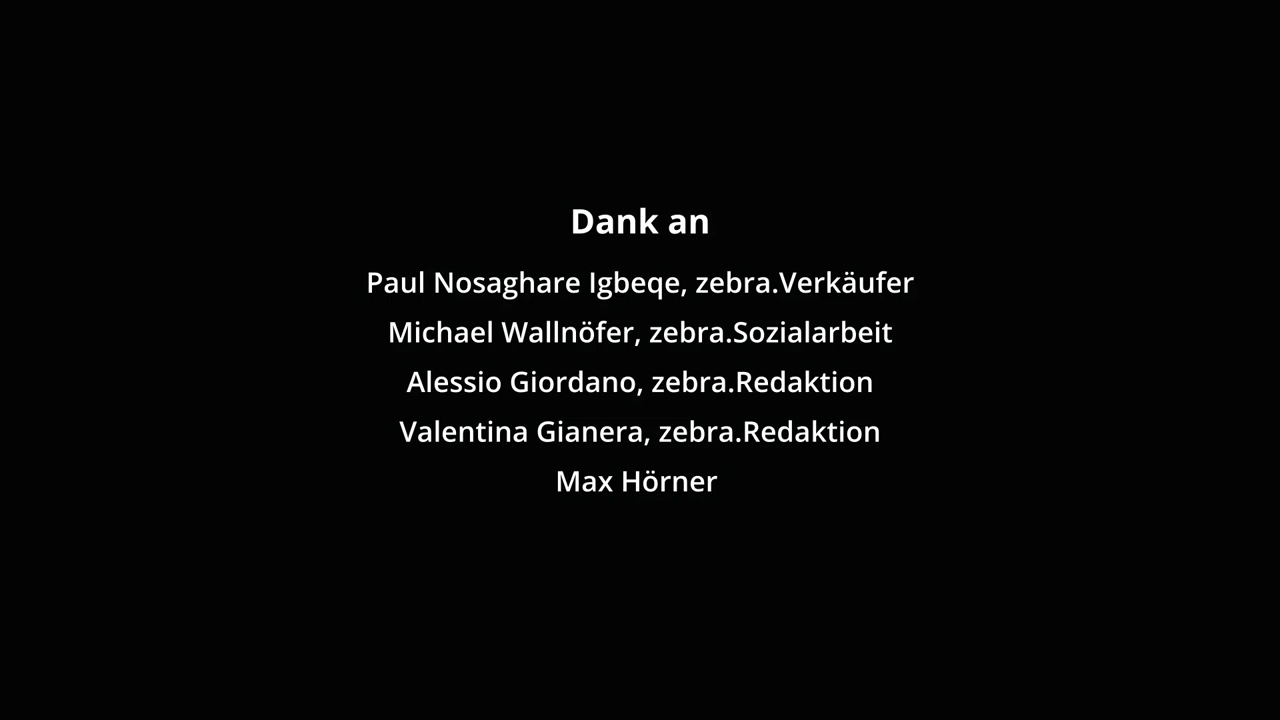 Dank an
Paul Nosaghare Igbeqe, zebra.Verkäufer
Michael Wallnöfer, zebra.Sozialarbeit
Alessio Giordano, zebra.Redaktion
Valentina Gianera, zebra.Redaktion
Max Hörner